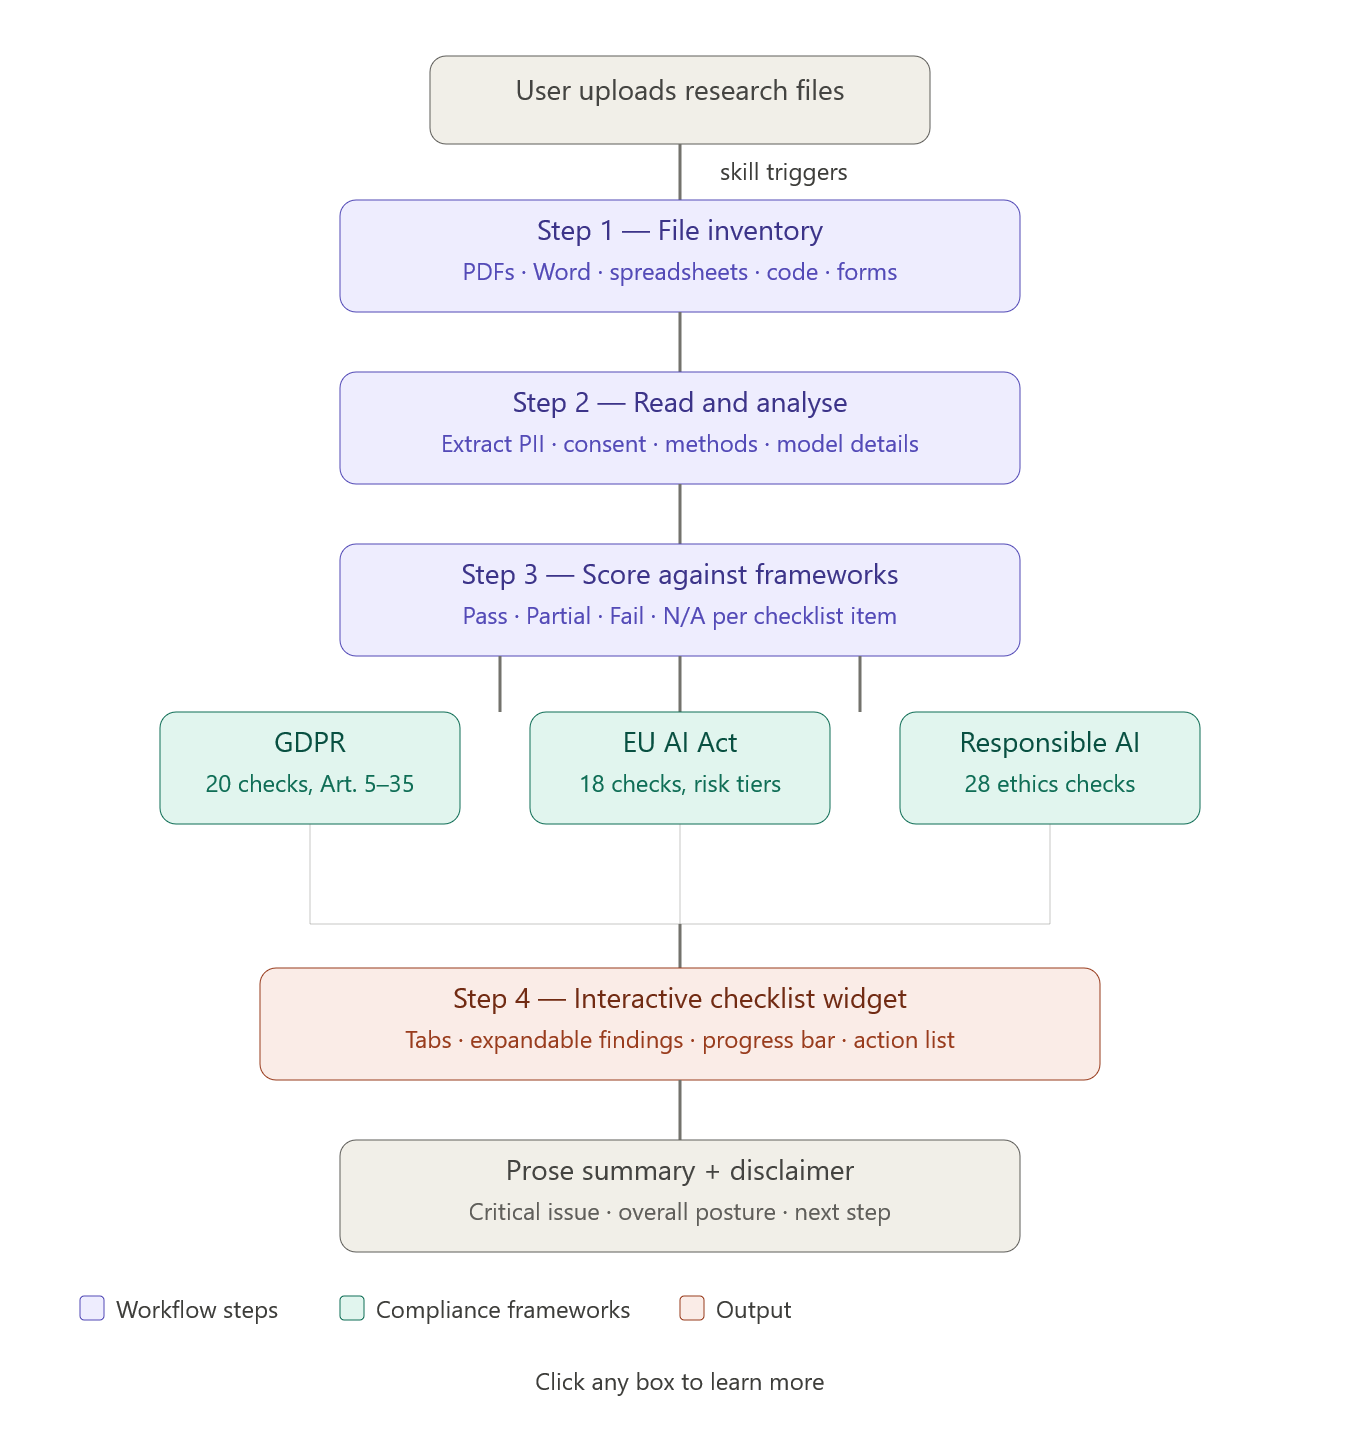 User uploads research files
skill triggers
Step 1 — File inventory
PDFs · Word · spreadsheets · code · forms
Step 2 — Read and analyse
Extract PII · consent · methods · model details
Step 3 — Score against frameworks
Pass · Partial · Fail · N/A per checklist item
GDPR
20 checks, Art. 5–35
EU AI Act
18 checks, risk tiers
Responsible AI
28 ethics checks
Step 4 — Interactive checklist widget
Tabs · expandable findings · progress bar · action list
Prose summary + disclaimer
Critical issue · overall posture · next step
Workflow steps
Compliance frameworks
Output
Click any box to learn more